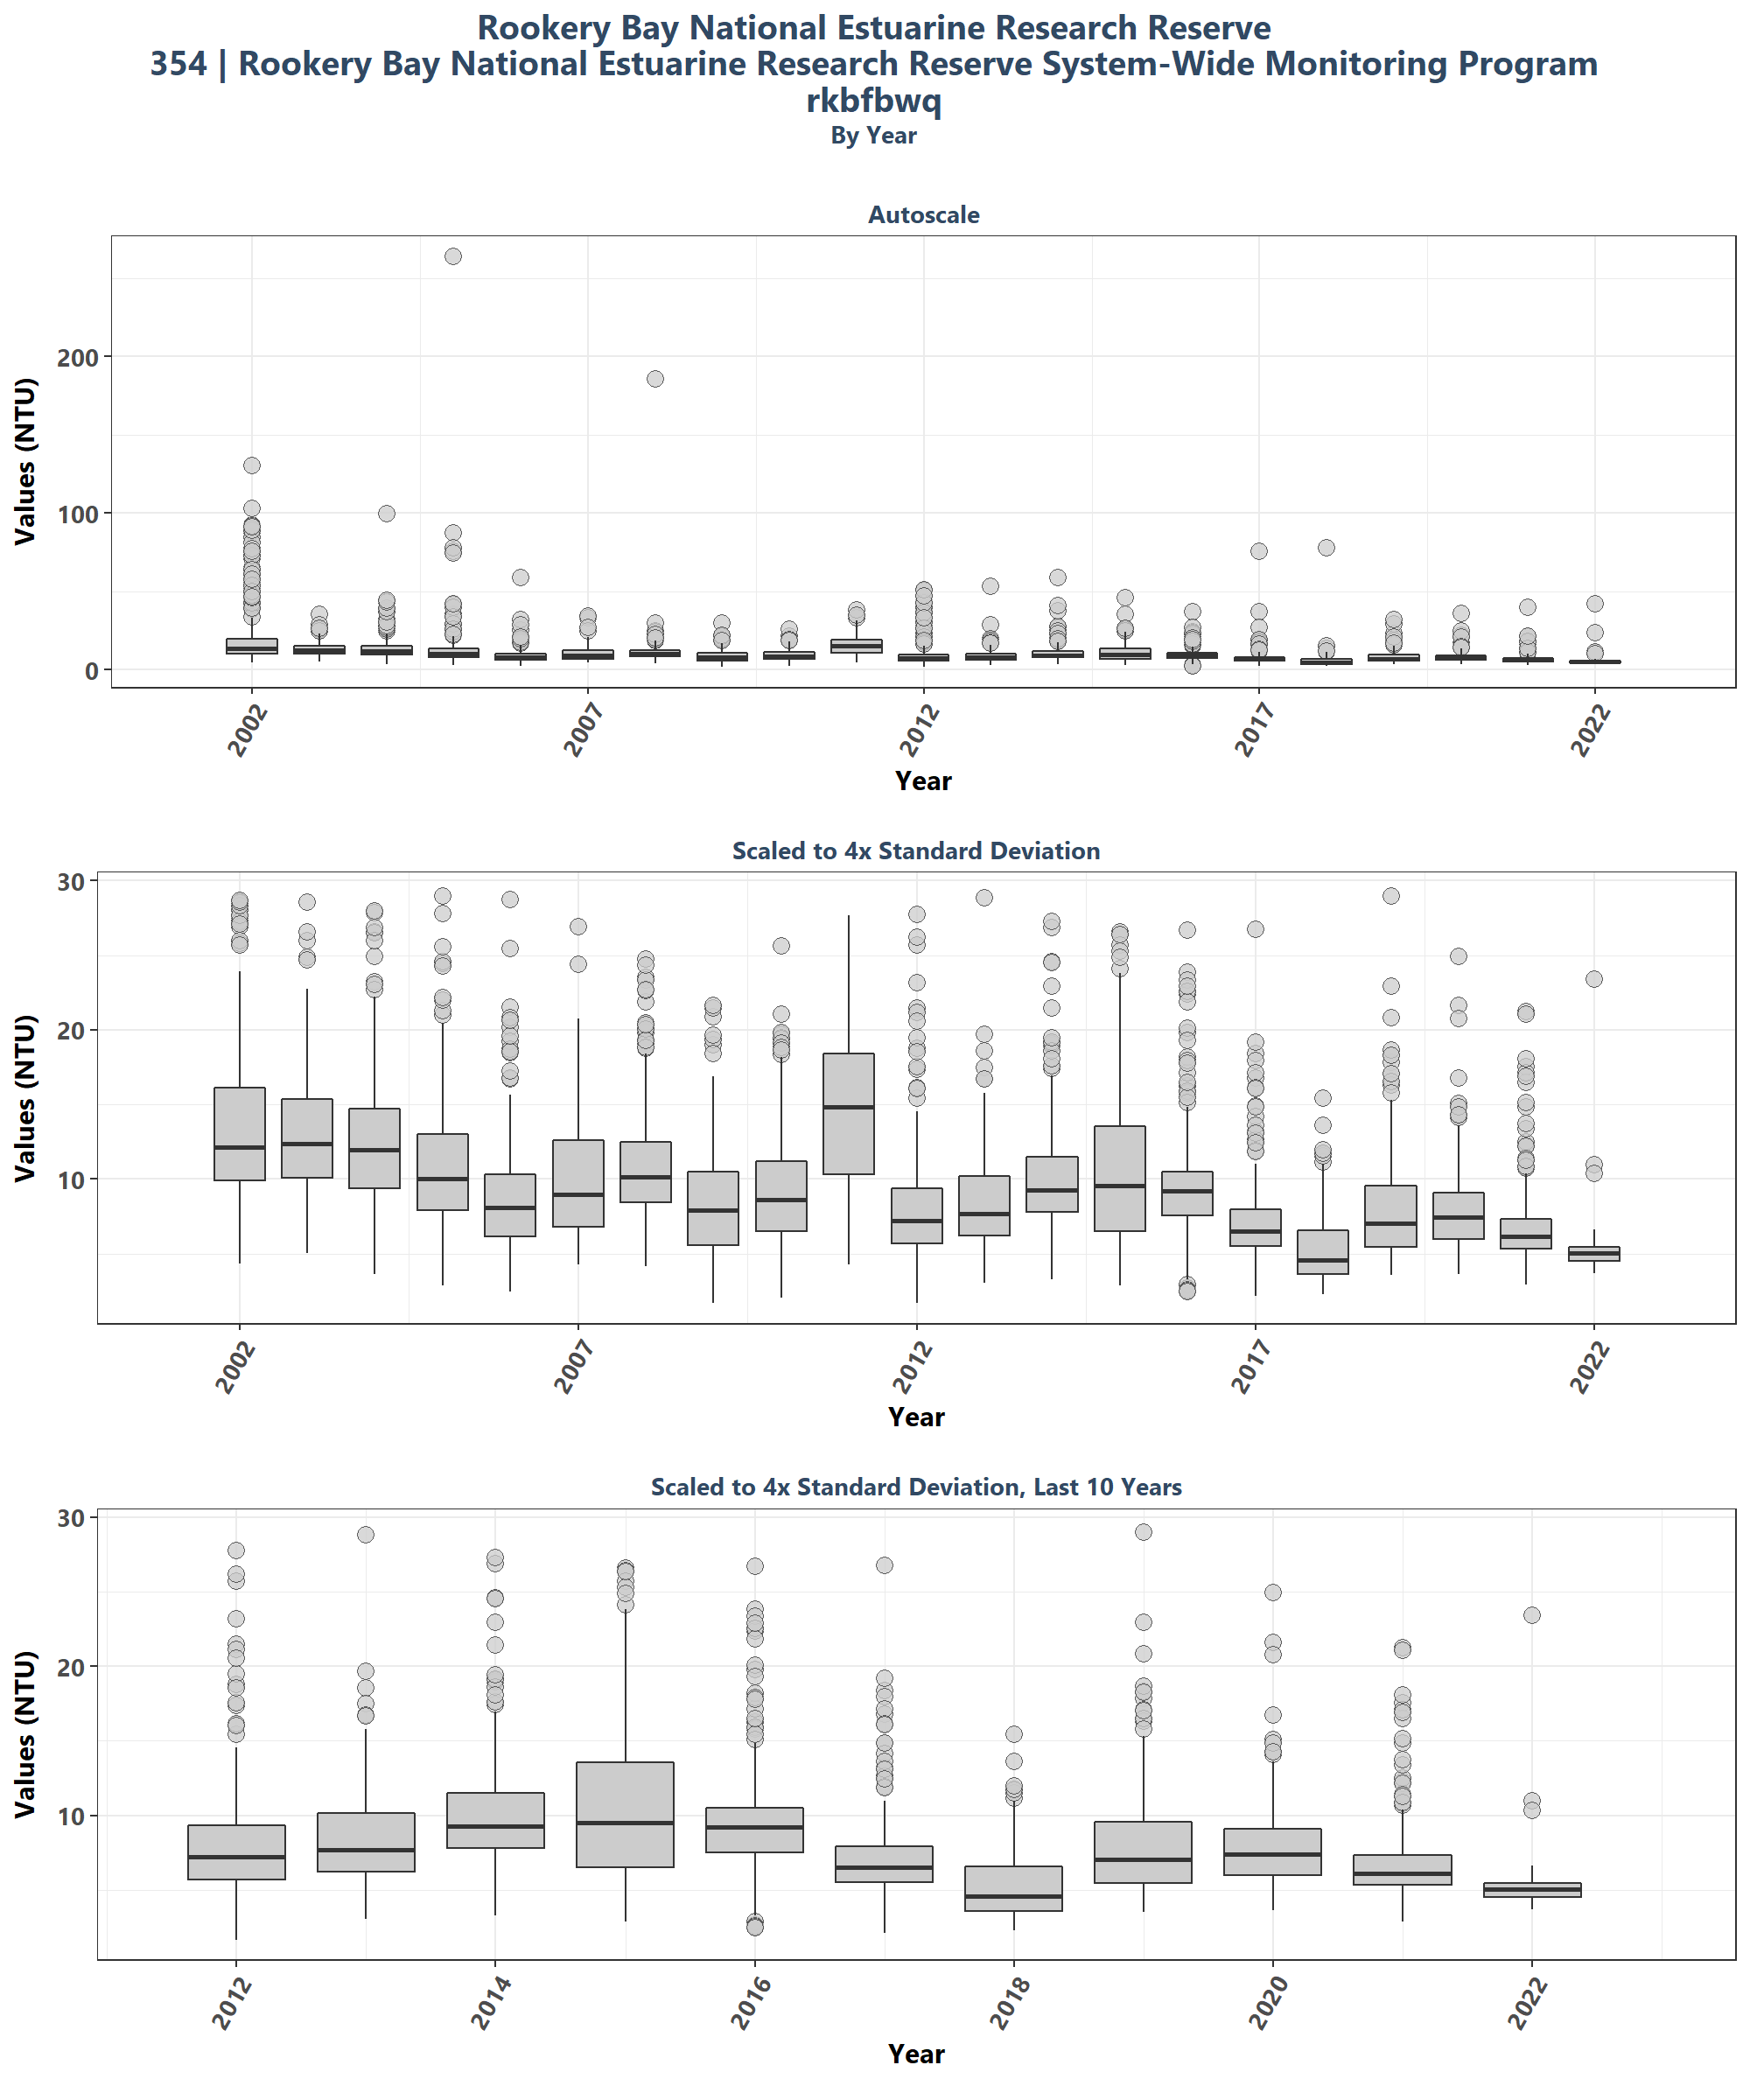 Rookery Bay National Estuarine Research Reserve
354 | Rookery Bay National Estuarine Research Reserve System-Wide Monitoring Program
rkbfbwq
By Year
Autoscale
Values (NTU)
200
100
0
2002
2007
2012
2017
2022
Year
Scaled to 4x Standard Deviation
Values (NTU)
30
20
10
2002
2007
2012
2017
2022
Year
Scaled to 4x Standard Deviation, Last 10 Years
Values (NTU)
30
20
10
2012
2014
2016
2018
2020
2022
Year